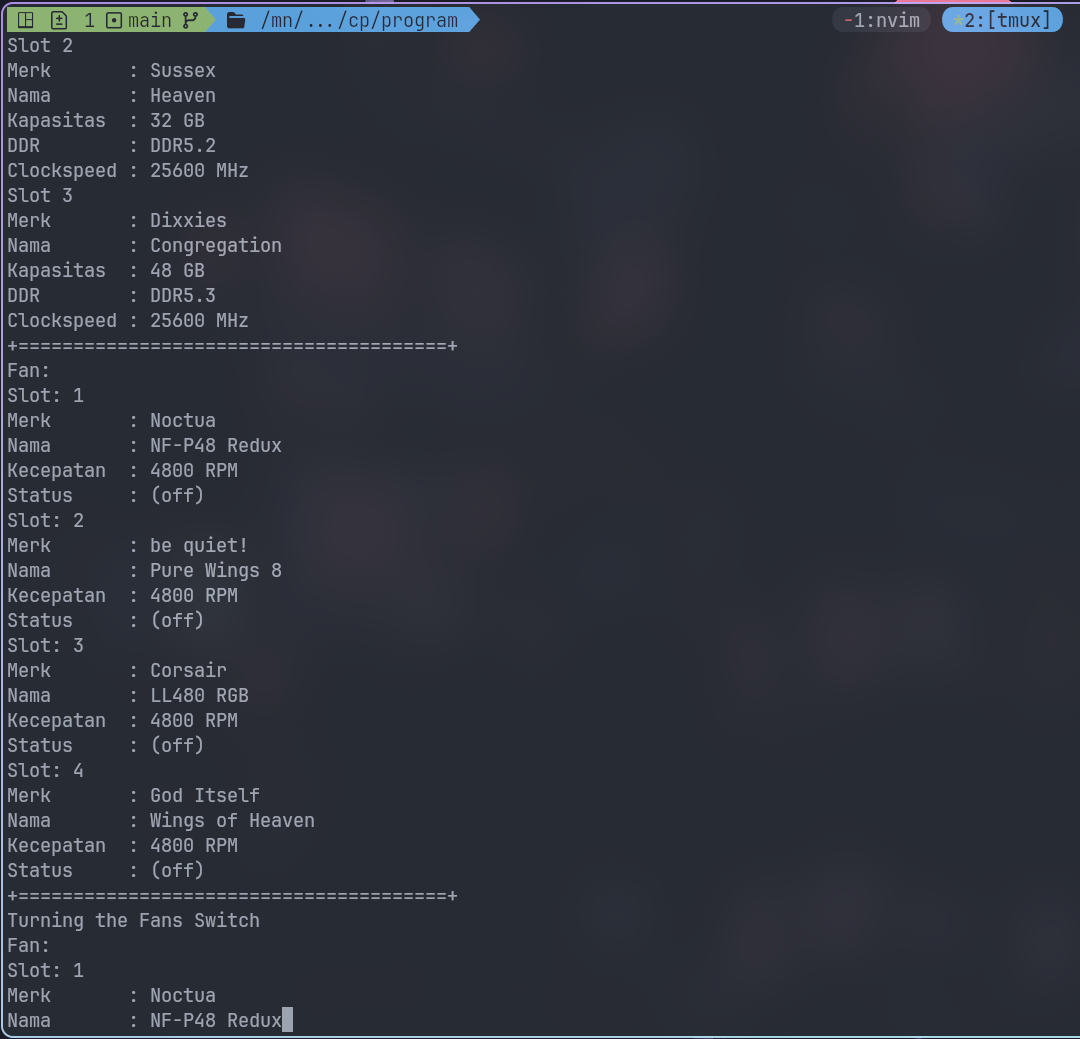 1 main /mn/.../cp/program -1:nvim *2:[tmux]
Slot 2
Merk       : Sussex
Nama       : Heaven
Kapasitas  : 32 GB
DDR        : DDR5.2
Clockspeed : 25600 MHz
Slot 3
Merk       : Dixxies
Nama       : Congregation
Kapasitas  : 48 GB
DDR        : DDR5.3
Clockspeed : 25600 MHz
+=======================================+
Fan:
Slot: 1
Merk       : Noctua
Nama       : NF-P48 Redux
Kecepatan  : 4800 RPM
Status     : (off)
Slot: 2
Merk       : be quiet!
Nama       : Pure Wings 8
Kecepatan  : 4800 RPM
Status     : (off)
Slot: 3
Merk       : Corsair
Nama       : LL480 RGB
Kecepatan  : 4800 RPM
Status     : (off)
Slot: 4
Merk       : God Itself
Nama       : Wings of Heaven
Kecepatan  : 4800 RPM
Status     : (off)
+=======================================+
Turning the Fans Switch
Fan:
Slot: 1
Merk       : Noctua
Nama       : NF-P48 Redux